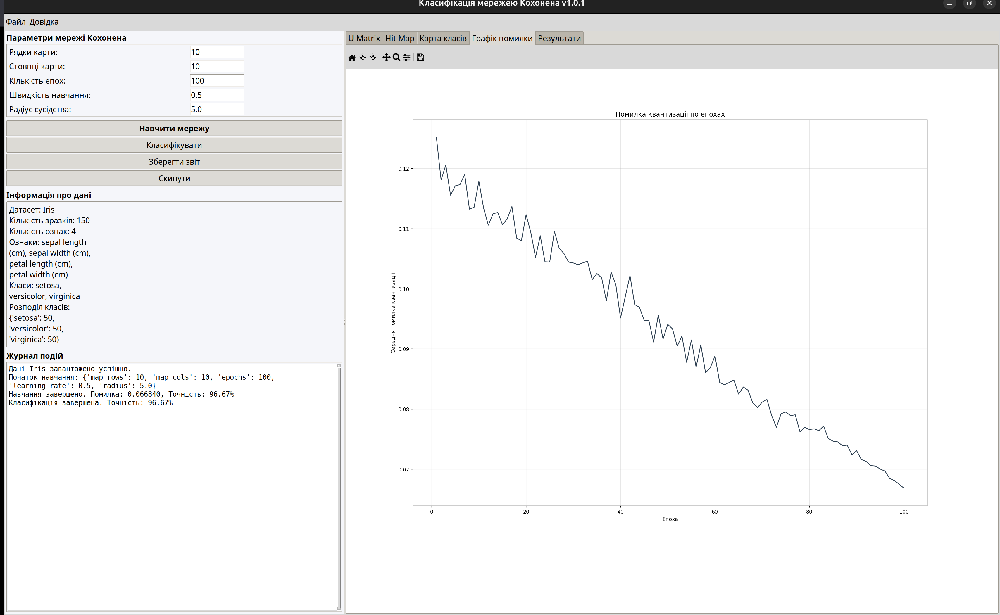 Класифікація мережею Кохонена v1.0.1
Файл Довідка
Параметри мережі Кохонена
Рядки карти: 10
Стовпці карти: 10
Кількість епох: 100
Швидкість навчання: 0.5
Радіус сусідства: 5.0
Навчити мережу
Класифікувати
Зберегти звіт
Скинути
Інформація про дані
Датасет: Iris
Кількість зразків: 150
Кількість ознак: 4
Ознаки: sepal length
(cm), sepal width (cm),
petal length (cm),
petal width (cm)
Класи: setosa,
versicolor, virginica
Розподіл класів:
{'setosa': 50,
'versicolor': 50,
'virginica': 50}
Журнал подій
Дані Iris завантажено успішно.
Початок навчання: {'map_rows': 10, 'map_cols': 10, 'epochs': 100,
'learning_rate': 0.5, 'radius': 5.0}
Навчання завершено. Помилка: 0.066840, Точність: 96.67%
Класифікація завершена. Точність: 96.67%
U-Matrix Hit Map Карта класів Графік помилки Результати
Помилка квантизації по епохах
Середня помилка квантизації
0.12
0.11
0.10
0.09
0.08
0.07
0 20 40 60 80 100
Епоха